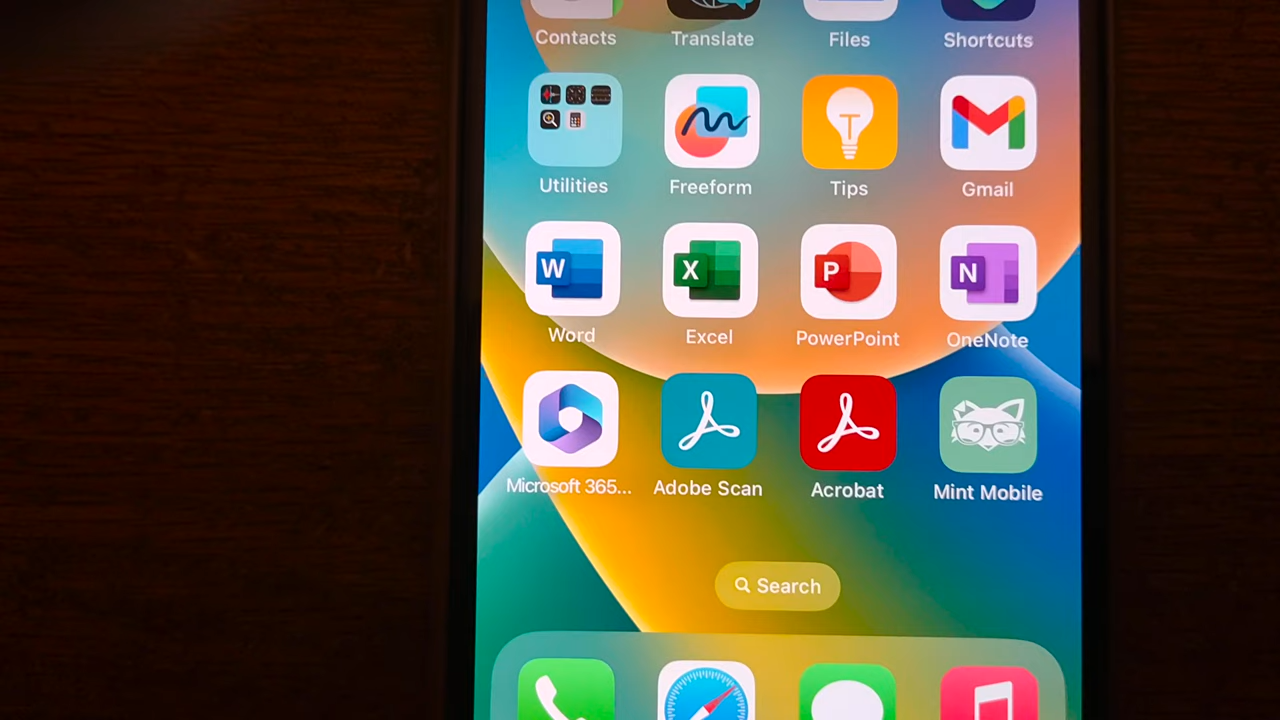 Contacts Translate Files Shortcuts
T
Utilities Freeform Tips Gmail
W X P N
Word Excel PowerPoint OneNote
Microsoft 365... Adobe Scan Acrobat Mint Mobile
Search